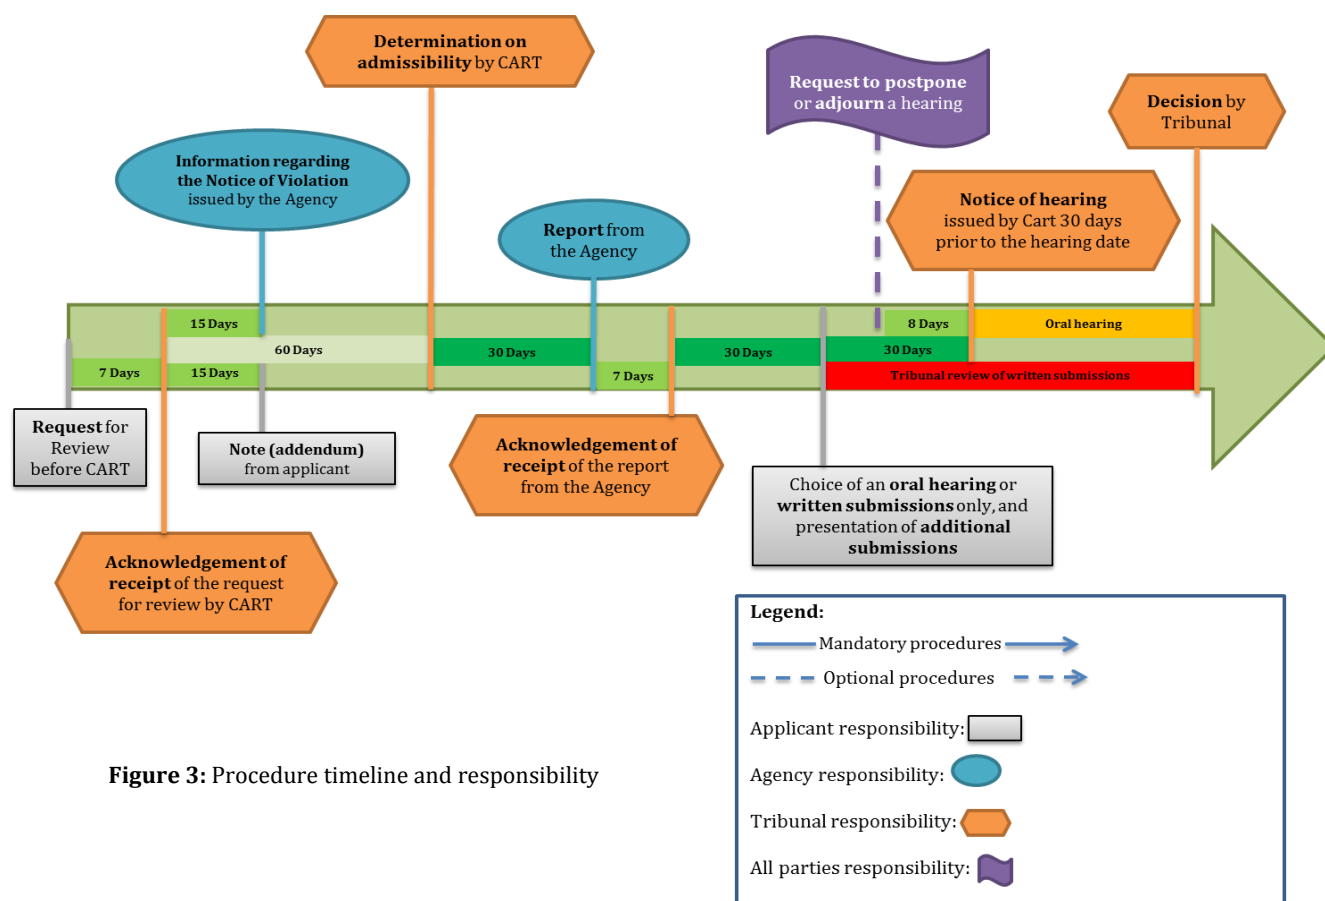 Determination on
admissibility by CART
Request to postpone
or adjourn a hearing
Decision by
Tribunal
Information regarding
the Notice of Violation
issued by the Agency
Notice of hearing
issued by Cart 30 days
prior to the hearing date
Report from
the Agency
15 Days
8 Days
Oral hearing
60 Days
30 Days
30 Days
30 Days
7 Days
15 Days
7 Days
Tribunal review of written submissions
Request for
Review
before CART
Note (addendum)
from applicant
Acknowledgement of
receipt of the report
from the Agency
Choice of an oral hearing or
written submissions only, and
presentation of additional
submissions
Acknowledgement of
receipt of the request
for review by CART
Legend:
Mandatory procedures
Optional procedures
Applicant responsibility:
Agency responsibility:
Tribunal responsibility:
All parties responsibility:
Figure 3: Procedure timeline and responsibility